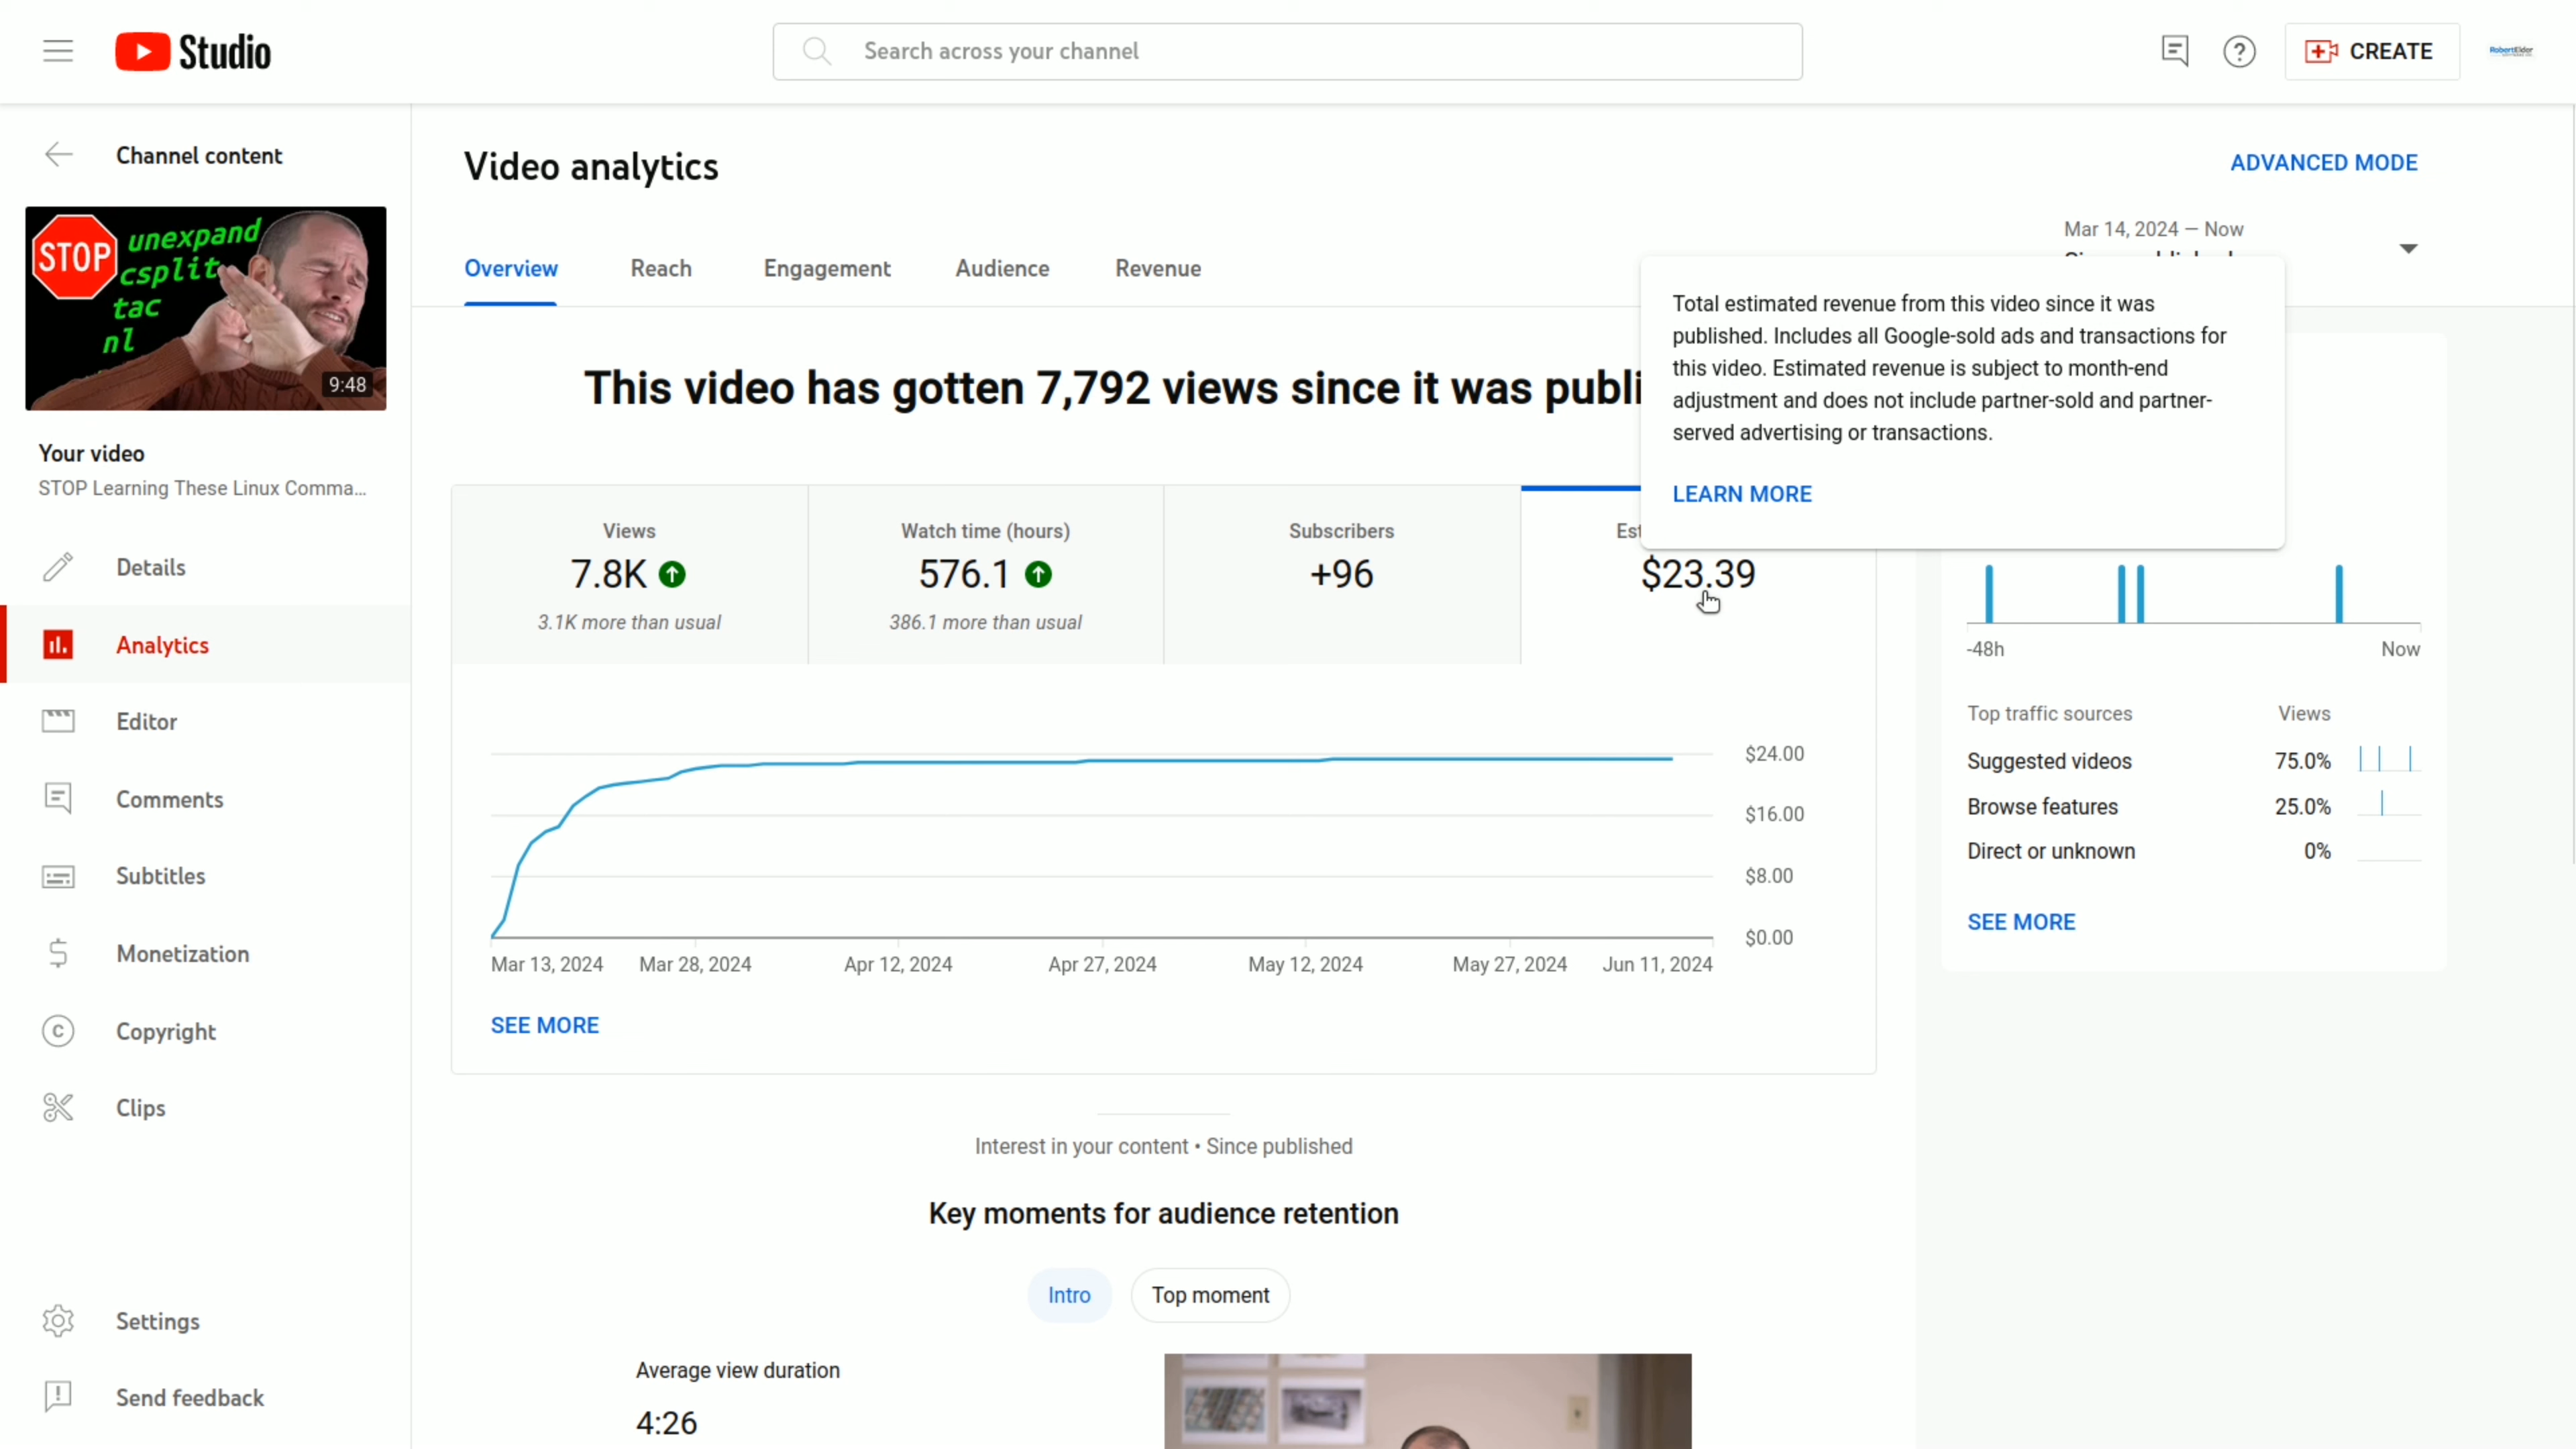 Studio
Search across your channel
CREATE
RobertElder
Channel content
STOP
unexpand
csplit
tac
nl
9:48
Your video
STOP Learning These Linux Comma...
Details
Analytics
Editor
Comments
Subtitles
Monetization
Copyright
Clips
Settings
Send feedback
Video analytics
ADVANCED MODE
Mar 14, 2024 – Now
Overview
Reach
Engagement
Audience
Revenue
Total estimated revenue from this video since it was
published. Includes all Google-sold ads and transactions for
this video. Estimated revenue is subject to month-end
adjustment and does not include partner-sold and partner-
served advertising or transactions.
LEARN MORE
This video has gotten 7,792 views since it was publi
Views
7.8K
3.1K more than usual
Watch time (hours)
576.1
386.1 more than usual
Subscribers
+96
Est
$23.39
$24.00
$16.00
$8.00
$0.00
Mar 13, 2024
Mar 28, 2024
Apr 12, 2024
Apr 27, 2024
May 12, 2024
May 27, 2024
Jun 11, 2024
SEE MORE
-48h
Now
Top traffic sources
Views
Suggested videos
75.0%
Browse features
25.0%
Direct or unknown
0%
SEE MORE
Interest in your content • Since published
Key moments for audience retention
Intro
Top moment
Average view duration
4:26